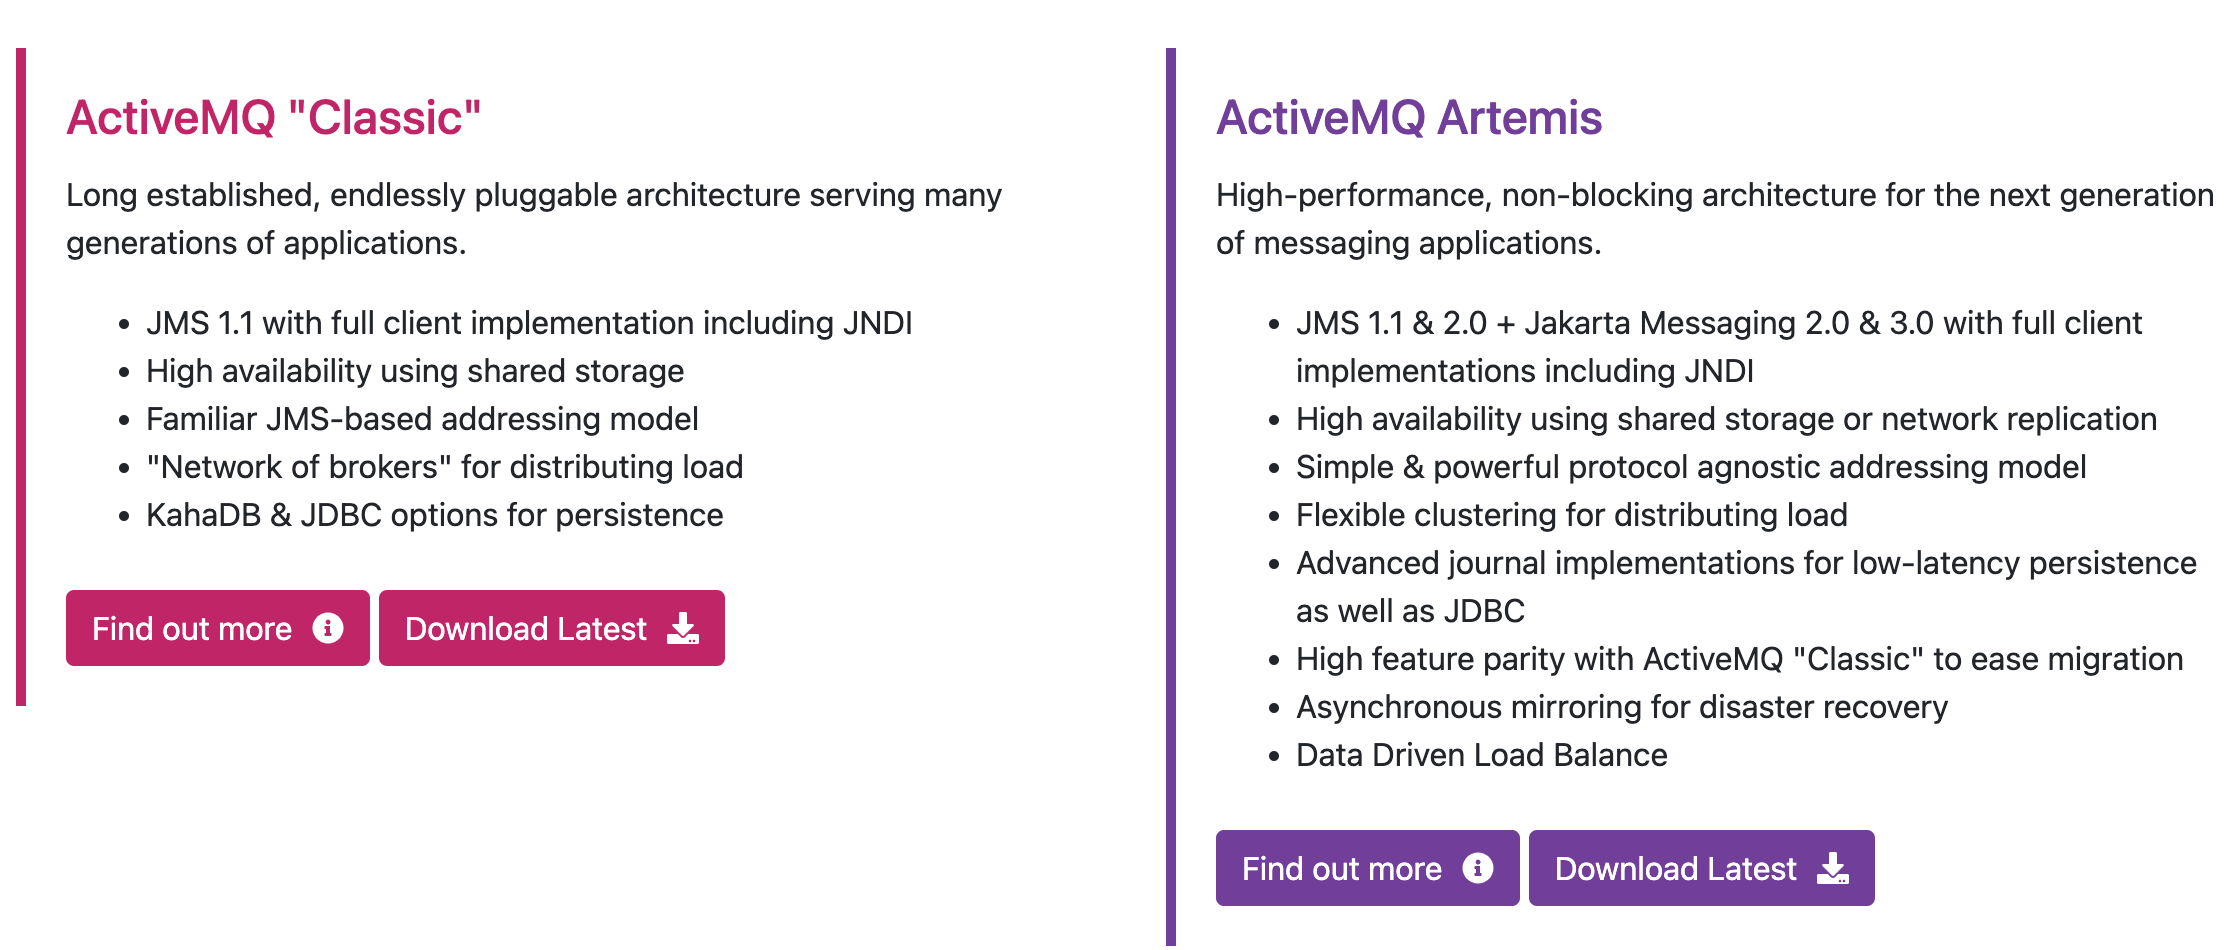 ActiveMQ "Classic"
Long established, endlessly pluggable architecture serving many
generations of applications.
• JMS 1.1 with full client implementation including JNDI
• High availability using shared storage
• Familiar JMS-based addressing model
• "Network of brokers" for distributing load
• KahaDB & JDBC options for persistence
Find out more
Download Latest
ActiveMQ Artemis
High-performance, non-blocking architecture for the next generation
of messaging applications.
• JMS 1.1 & 2.0 + Jakarta Messaging 2.0 & 3.0 with full client
implementations including JNDI
• High availability using shared storage or network replication
• Simple & powerful protocol agnostic addressing model
• Flexible clustering for distributing load
• Advanced journal implementations for low-latency persistence
as well as JDBC
• High feature parity with ActiveMQ "Classic" to ease migration
• Asynchronous mirroring for disaster recovery
• Data Driven Load Balance
Find out more
Download Latest